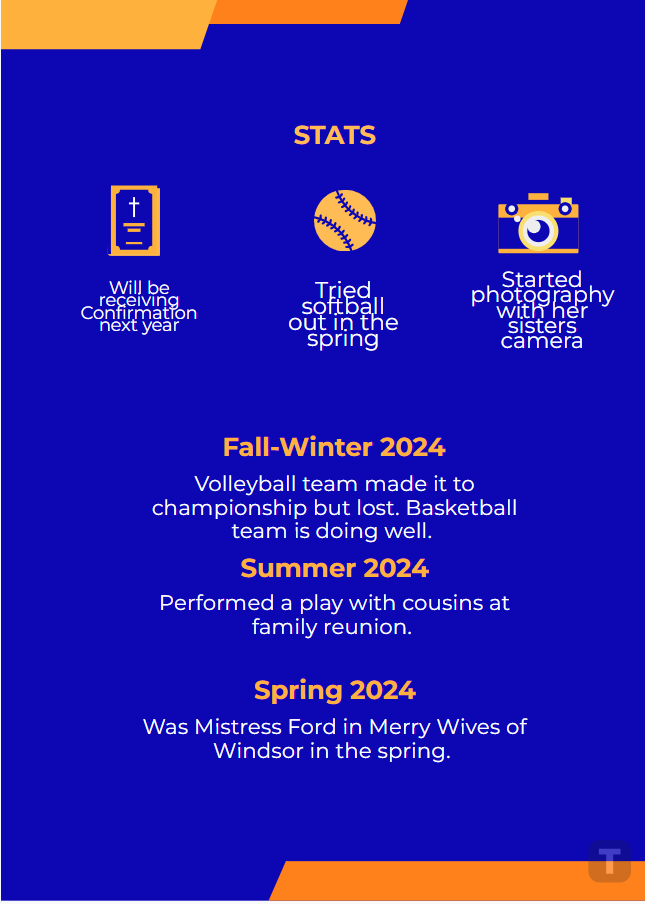 STATS
Will be
receiving
Confirmation
next year
Tried
softball
out in the
spring
Started
photography
with her
sisters
camera
Fall-Winter 2024
Volleyball team made it to
championship but lost. Basketball
team is doing well.
Summer 2024
Performed a play with cousins at
family reunion.
Spring 2024
Was Mistress Ford in Merry Wives of
Windsor in the spring.
T